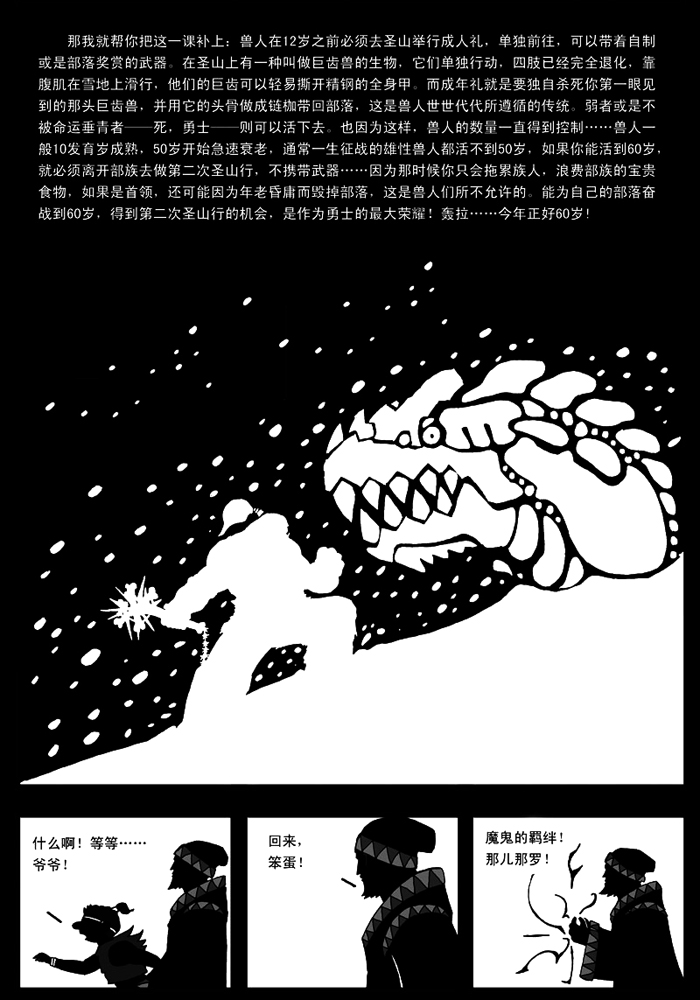 那我就帮你把这一课补上：兽人在12岁之前必须去圣山举行成人礼，单独前往，可以带着自制
或是部落奖赏的武器。在圣山上有一种叫做巨齿兽的生物，它们单独行动，四肢已经完全退化，靠
腹肌在雪地上滑行，他们的巨齿可以轻易撕开精钢的全身甲。而成年礼就是要独自杀死你第一眼见
到的那头巨齿兽，并用它的头骨做成链枷带回部落，这是兽人世世代代所遵循的传统。弱者或是不
被命运垂青者──死，勇士──则可以活下去。也因为这样，兽人的数量一直得到控制……兽人一
般10发育岁成熟，50岁开始急速衰老，通常一生征战的雄性兽人都活不到50岁，如果你能活到60岁，
就必须离开部族去做第二次圣山行，不携带武器……因为那时候你只会拖累族人，浪费部族的宝贵
食物，如果是首领，还可能因为年老昏庸而毁掉部落，这是兽人们所不允许的。能为自己的部落奋
战到60岁，得到第二次圣山行的机会，是作为勇士的最大荣耀！轰拉……今年正好60岁！
什么啊！等等……
爷爷！
回来，
笨蛋！
魔鬼的羁绊！
那儿那罗！